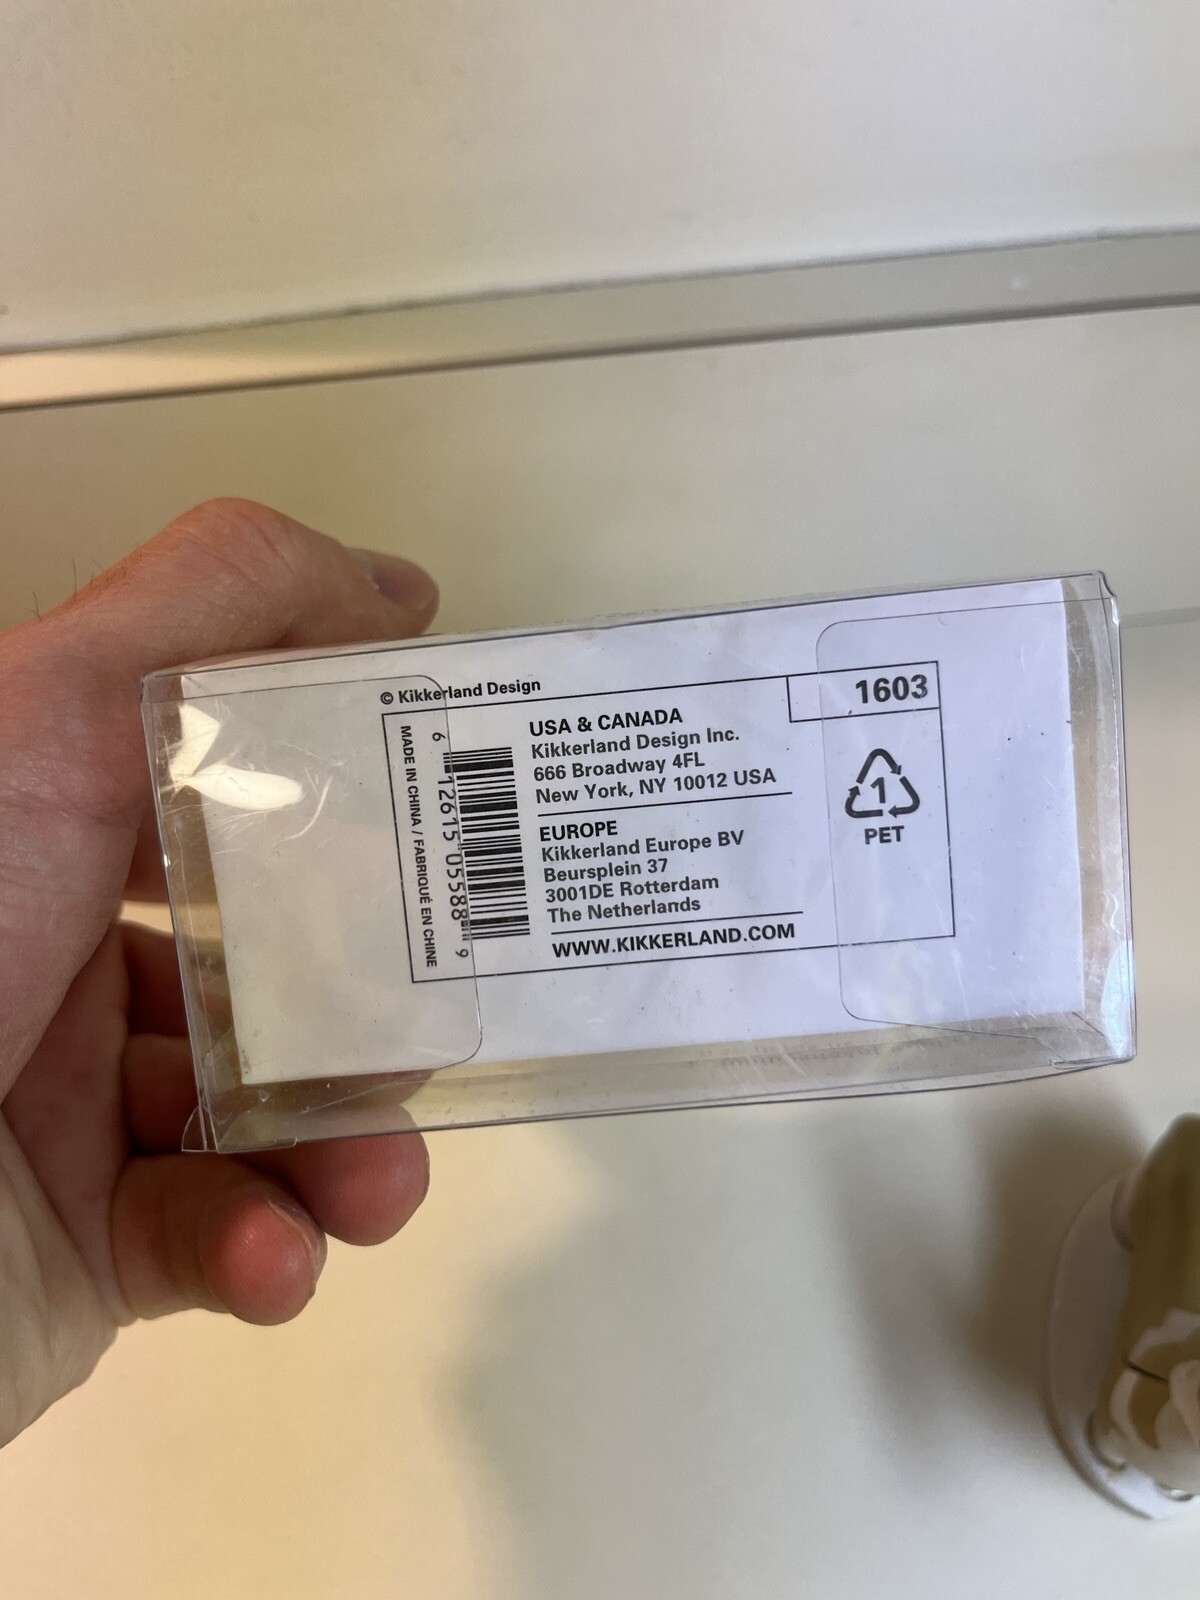 © Kikkerland Design
1603
MADE IN CHINA / FABRIQUÉ EN CHINE
6 12615 05588 9
USA & CANADA
Kikkerland Design Inc.
666 Broadway 4FL
New York, NY 10012 USA
EUROPE
Kikkerland Europe BV
Beursplein 37
3001DE Rotterdam
The Netherlands
WWW.KIKKERLAND.COM
1
PET